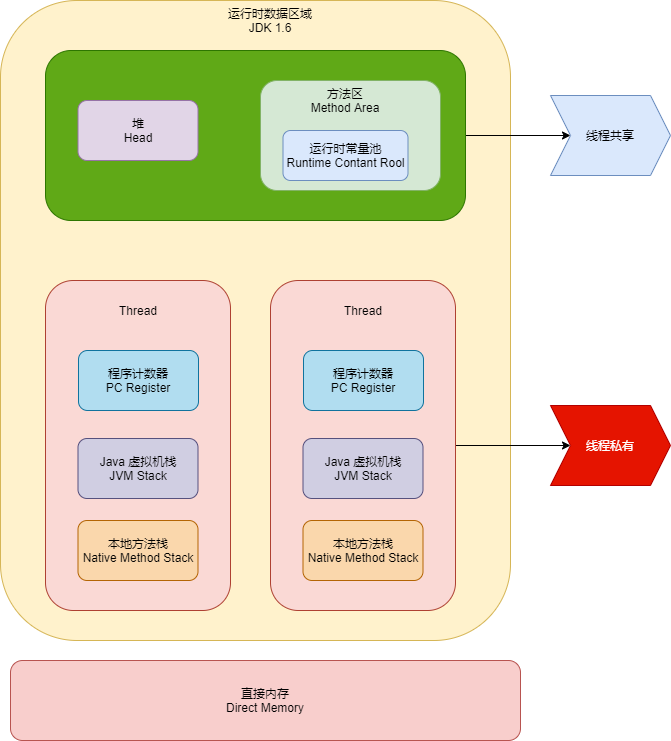 运行时数据区域
JDK 1.6
堆
Head
方法区
Method Area
运行时常量池
Runtime Contant Rool
线程共享
Thread
程序计数器
PC Register
Java 虚拟机栈
JVM Stack
本地方法栈
Native Method Stack
Thread
程序计数器
PC Register
Java 虚拟机栈
JVM Stack
本地方法栈
Native Method Stack
线程私有
直接内存
Direct Memory